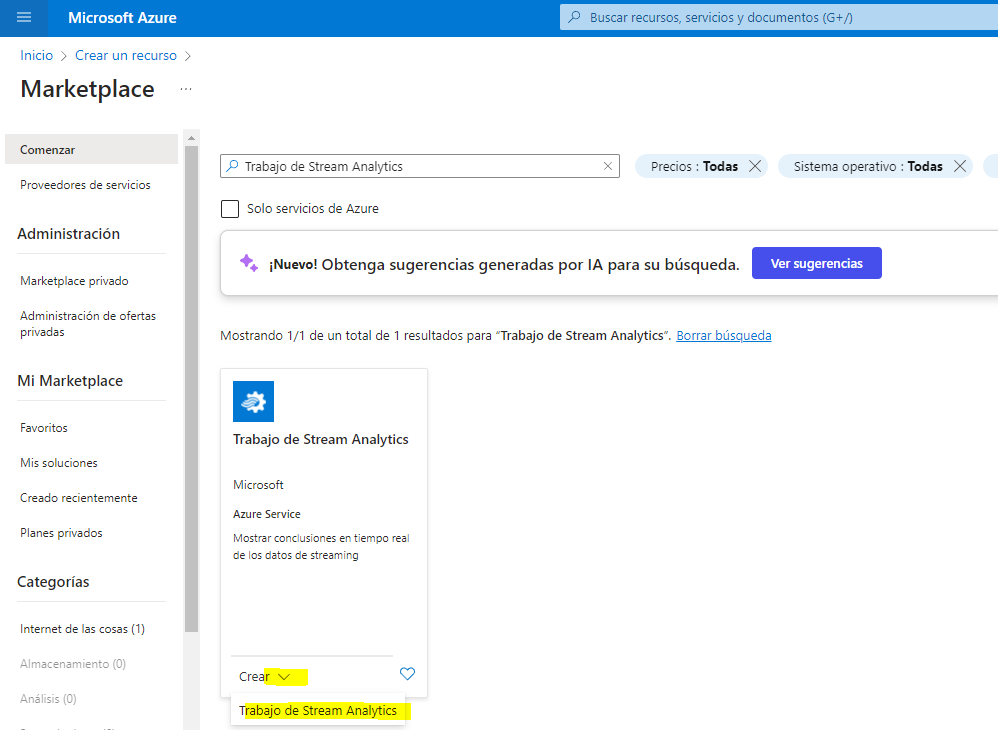 Microsoft Azure
Buscar recursos, servicios y documentos (G+/)
Inicio > Crear un recurso >
Marketplace ...
Comenzar
Proveedores de servicios
Administración
Marketplace privado
Administración de ofertas
privadas
Mi Marketplace
Favoritos
Mis soluciones
Creado recientemente
Planes privados
Categorías
Internet de las cosas (1)
Almacenamiento (0)
Análisis (0)
Trabajo de Stream Analytics
Precios : Todas
Sistema operativo : Todas
Solo servicios de Azure
¡Nuevo! Obtenga sugerencias generadas por IA para su búsqueda.
Ver sugerencias
Mostrando 1/1 de un total de 1 resultados para “Trabajo de Stream Analytics”. Borrar búsqueda
Trabajo de Stream Analytics
Microsoft
Azure Service
Mostrar conclusiones en tiempo real
de los datos de streaming
Crear
Trabajo de Stream Analytics